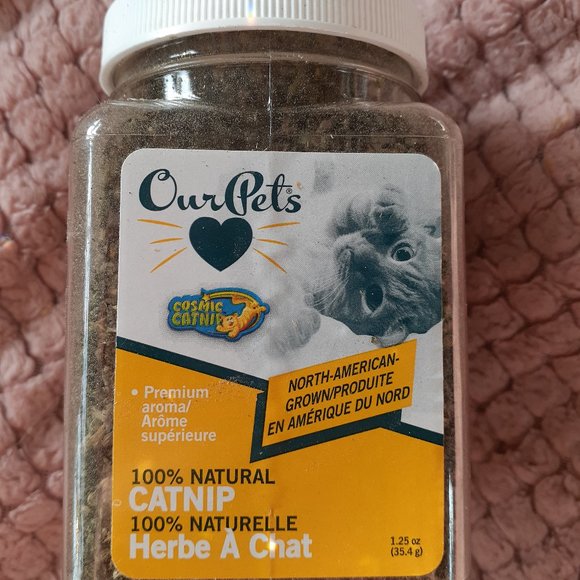 OurPets®
COSMIC
CATNIP
NORTH-AMERICAN-
GROWN/PRODUITE
EN AMÉRIQUE DU NORD
• Premium
aroma/
Arôme
supérieure
100% NATURAL
CATNIP
100% NATURELLE
Herbe À Chat
1.25 oz
(35.4 g)